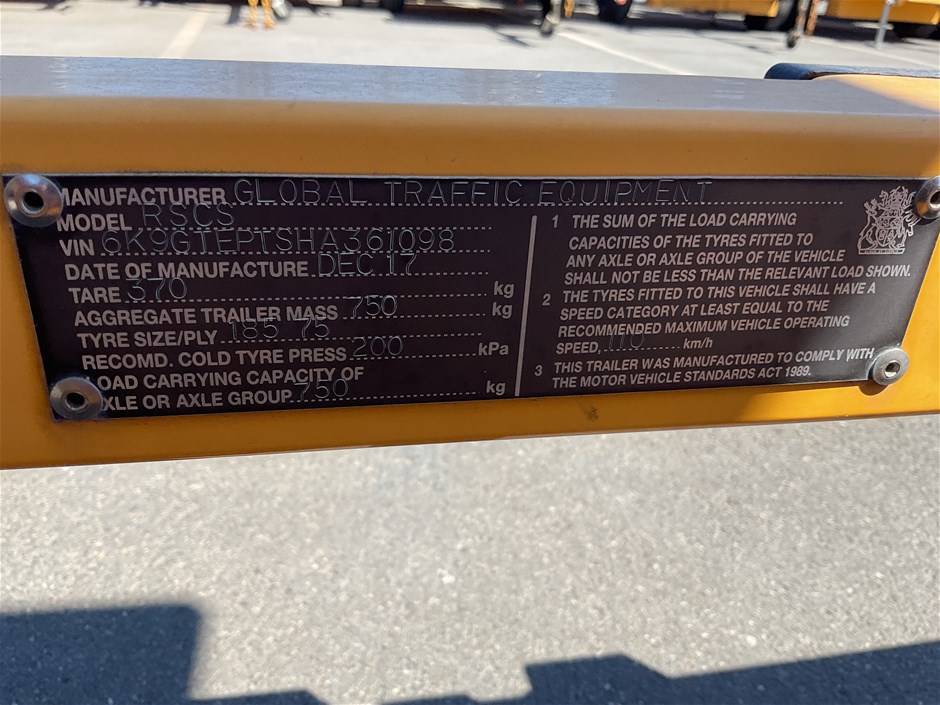 MANUFACTURER GLOBAL TRAFFIC EQUIPMENT
MODEL RSCS
VIN 6K9GTEPTSHA361098
DATE OF MANUFACTURE DEC 17
TARE 370 kg
AGGREGATE TRAILER MASS 750 kg
TYRE SIZE/PLY 185 75
RECOMD. COLD TYRE PRESS 200 kPa
LOAD CARRYING CAPACITY OF
AXLE OR AXLE GROUP 750 kg
1 THE SUM OF THE LOAD CARRYING
CAPACITIES OF THE TYRES FITTED TO
ANY AXLE OR AXLE GROUP OF THE VEHICLE
SHALL NOT BE LESS THAN THE RELEVANT LOAD SHOWN.
2 THE TYRES FITTED TO THIS VEHICLE SHALL HAVE A
SPEED CATEGORY AT LEAST EQUAL TO THE
RECOMMENDED MAXIMUM VEHICLE OPERATING
SPEED, 110 km/h
3 THIS TRAILER WAS MANUFACTURED TO COMPLY WITH
THE MOTOR VEHICLE STANDARDS ACT 1989.